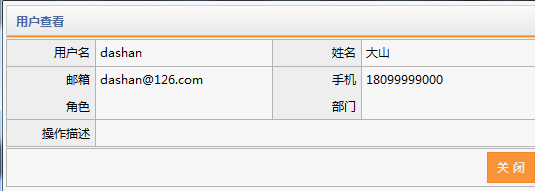 用户查看
用户名 dashan 姓名 大山
邮箱 dashan@126.com 手机 18099999000
角色 部门
操作描述
关 闭